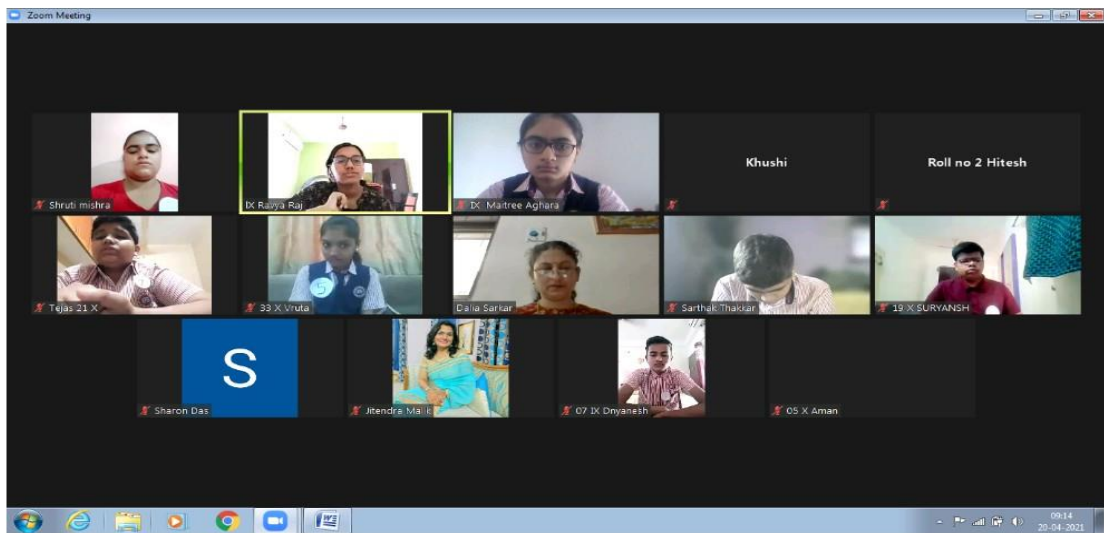 Zoom Meeting
Khushi
Roll no 2 Hitesh
Shruti mishra
IX Ravya Raj
IX Maitree Aghara
Tejas 21 X
33 X Vruta
5
Dalia Sarkar
Sarthak Thakkar
19 X SURYANSH
S
Sharon Das
Jitendra Malik
07 IX Dnyanesh
05 X Aman
09:14
20-04-2021